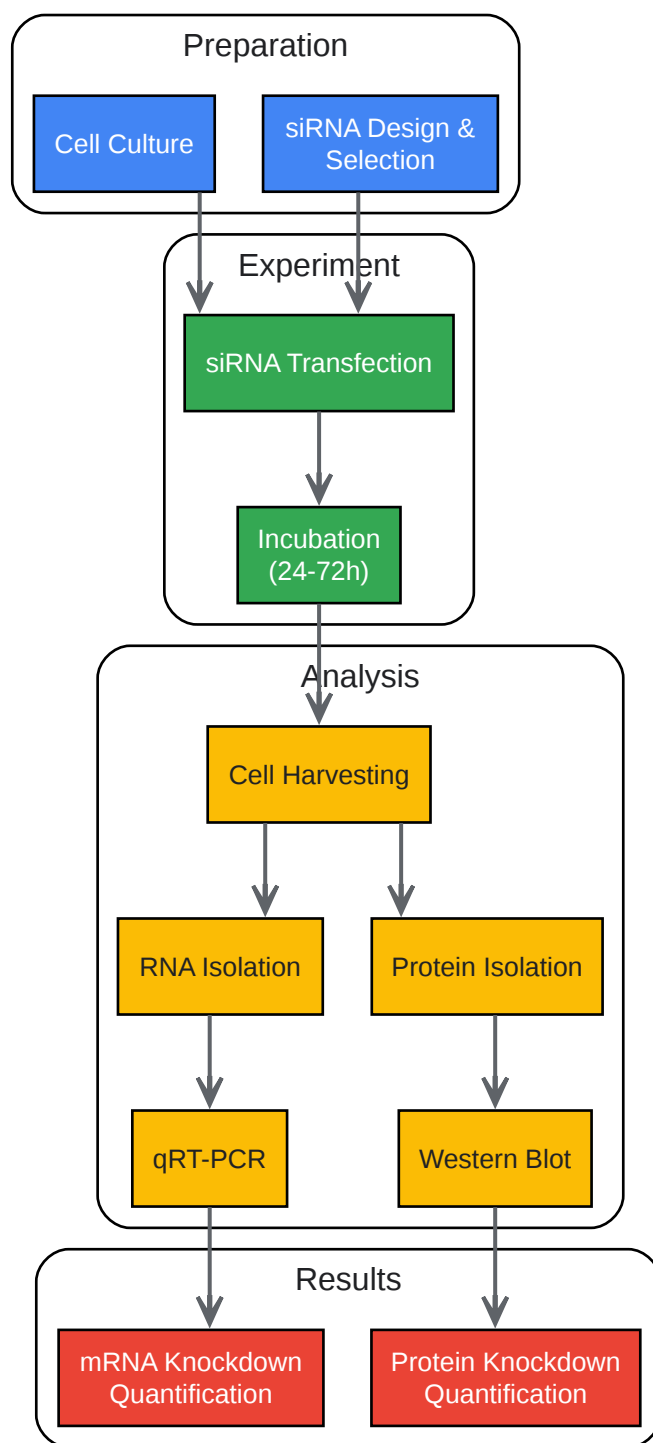 Preparation
Cell Culture
siRNA Design &
Selection
Experiment
siRNA Transfection
Incubation
(24-72h)
Analysis
Cell Harvesting
RNA Isolation
Protein Isolation
qRT-PCR
Western Blot
Results
mRNA Knockdown
Quantification
Protein Knockdown
Quantification